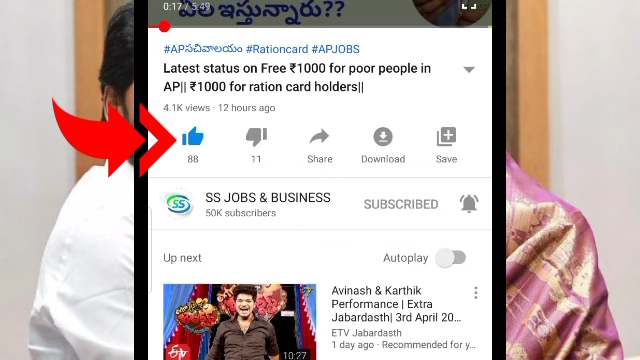 0:17 / 5:49
ఇస్తున్నారు??
#APసచివాలయం #Rationcard #APJOBS
Latest status on Free ₹1000 for poor people in
AP|| ₹1000 for ration card holders||
4.1K views · 12 hours ago
88
11
Share
Download
Save
SS
SS JOBS & BUSINESS
50K subscribers
SUBSCRIBED
Up next
Autoplay
Avinash & Karthik
Performance | Extra
Jabardasth| 3rd April 20...
ETV Jabardasth
1 day ago · Recommended for y...
etv
10:27